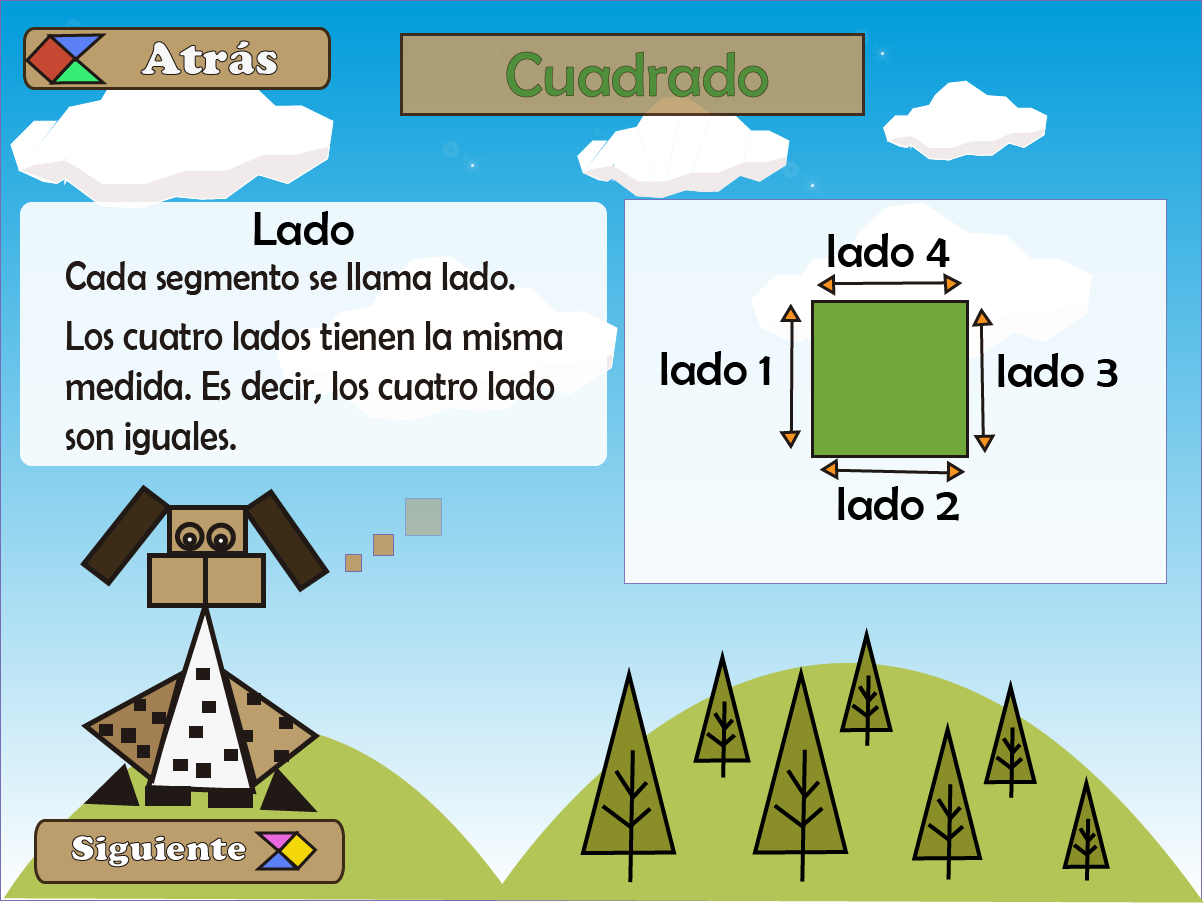 Atrás
Cuadrado
Lado
Cada segmento se llama lado.
Los cuatro lados tienen la misma
medida. Es decir, los cuatro lado
son iguales.
lado 4
lado 1
lado 3
lado 2
Siguiente